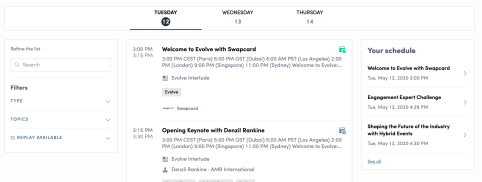 TUESDAY
12
WEDNESDAY
13
THURSDAY
14
Refine the list
Search
Filters
TYPE
TOPICS
REPLAY AVAILABLE
3:00 PM
3:15 PM
Welcome to Evolve with Swapcard
3:00 PM CEST (Paris) 5:00 PM GST (Dubai) 6:00 AM PST (Los Angeles) 2:00
PM (London) 9:00 PM (Singapore) 11:00 PM (Sydney) Welcome to Evolve:...
Evolve Interlude
Evolve
Swapcard
3:15 PM
3:30 PM
Opening Keynote with Denzil Rankine
3:00 PM CEST (Paris) 5:00 PM GST (Dubai) 6:00 AM PST (Los Angeles) 2:00
PM (London) 9:00 PM (Singapore) 11:00 PM (Sydney) Welcome to Evolve:...
Evolve Interlude
Denzil Rankine - AMR International
Your schedule
Welcome to Evolve with Swapcard
Tue, May 12, 2020 3:00 PM
Engagement Expert Challenge
Tue, May 12, 2020 4:28 PM
Shaping the Future of the Industry
with Hybrid Events
Tue, May 12, 2020 4:30 PM
See all